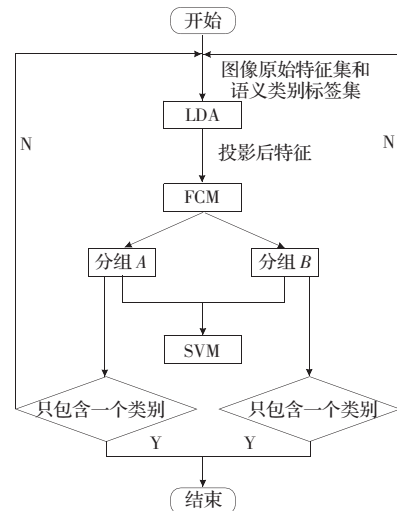 开始
图像原始特征集和
语义类别标签集
LDA
N
N
投影后特征
FCM
分组 A
分组 B
SVM
只包含一个类别
只包含一个类别
Y
Y
结束